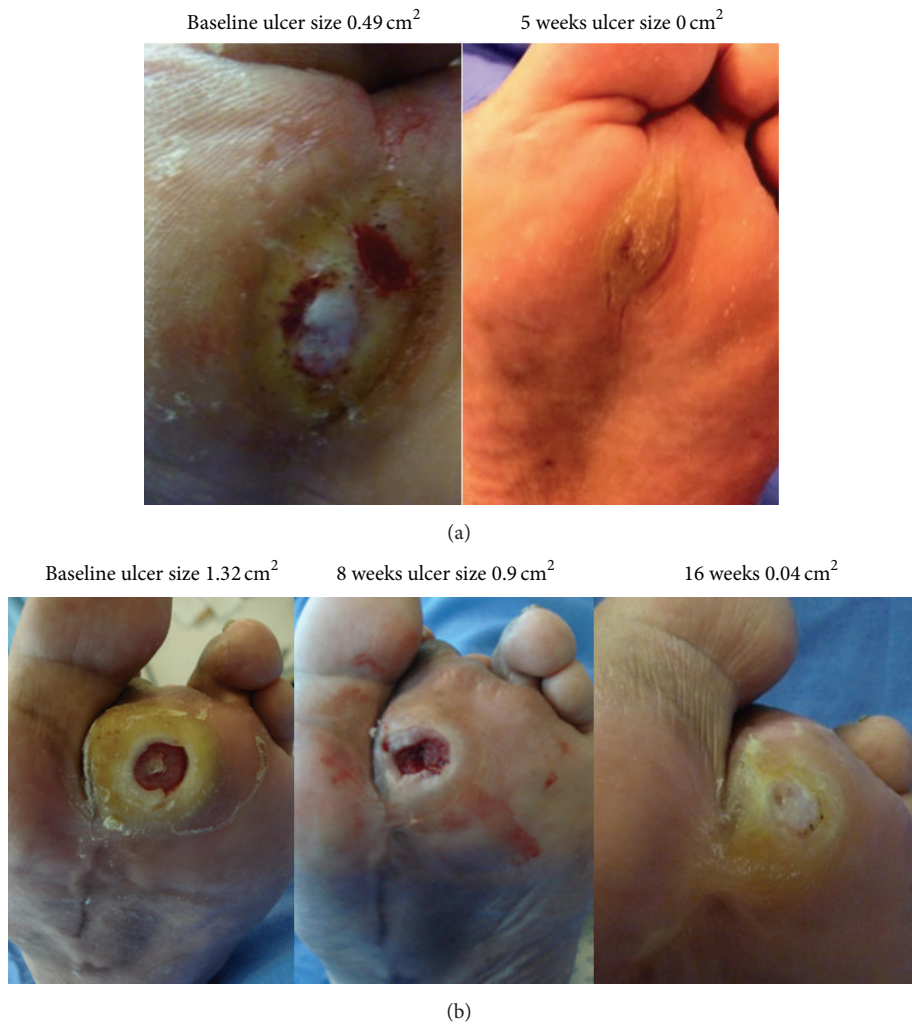 Baseline ulcer size 0.49 cm² 5 weeks ulcer size 0 cm²
(a)
Baseline ulcer size 1.32 cm² 8 weeks ulcer size 0.9 cm² 16 weeks 0.04 cm²
(b)